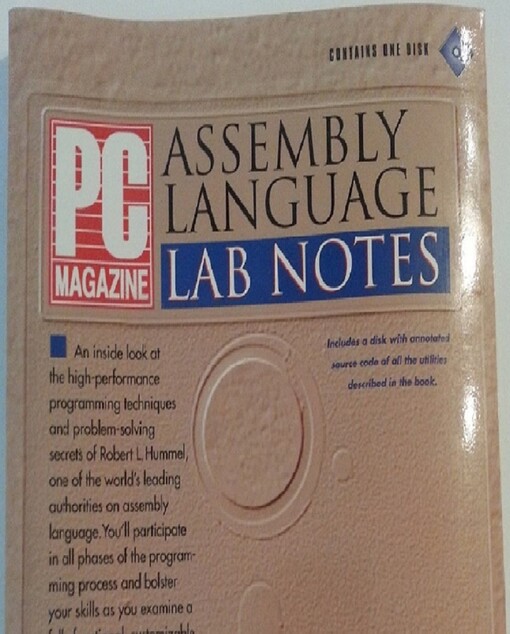 CONTAINS ONE DISK
PC
MAGAZINE
ASSEMBLY
LANGUAGE
LAB NOTES
Includes a disk with annotated
source code of all the utilities
described in the book.
An inside look at
the high-performance
programming techniques
and problem-solving
secrets of Robert L. Hummel,
one of the world's leading
authorities on assembly
language. You'll participate
in all phases of the program-
ming process and bolster
your skills as you examine a